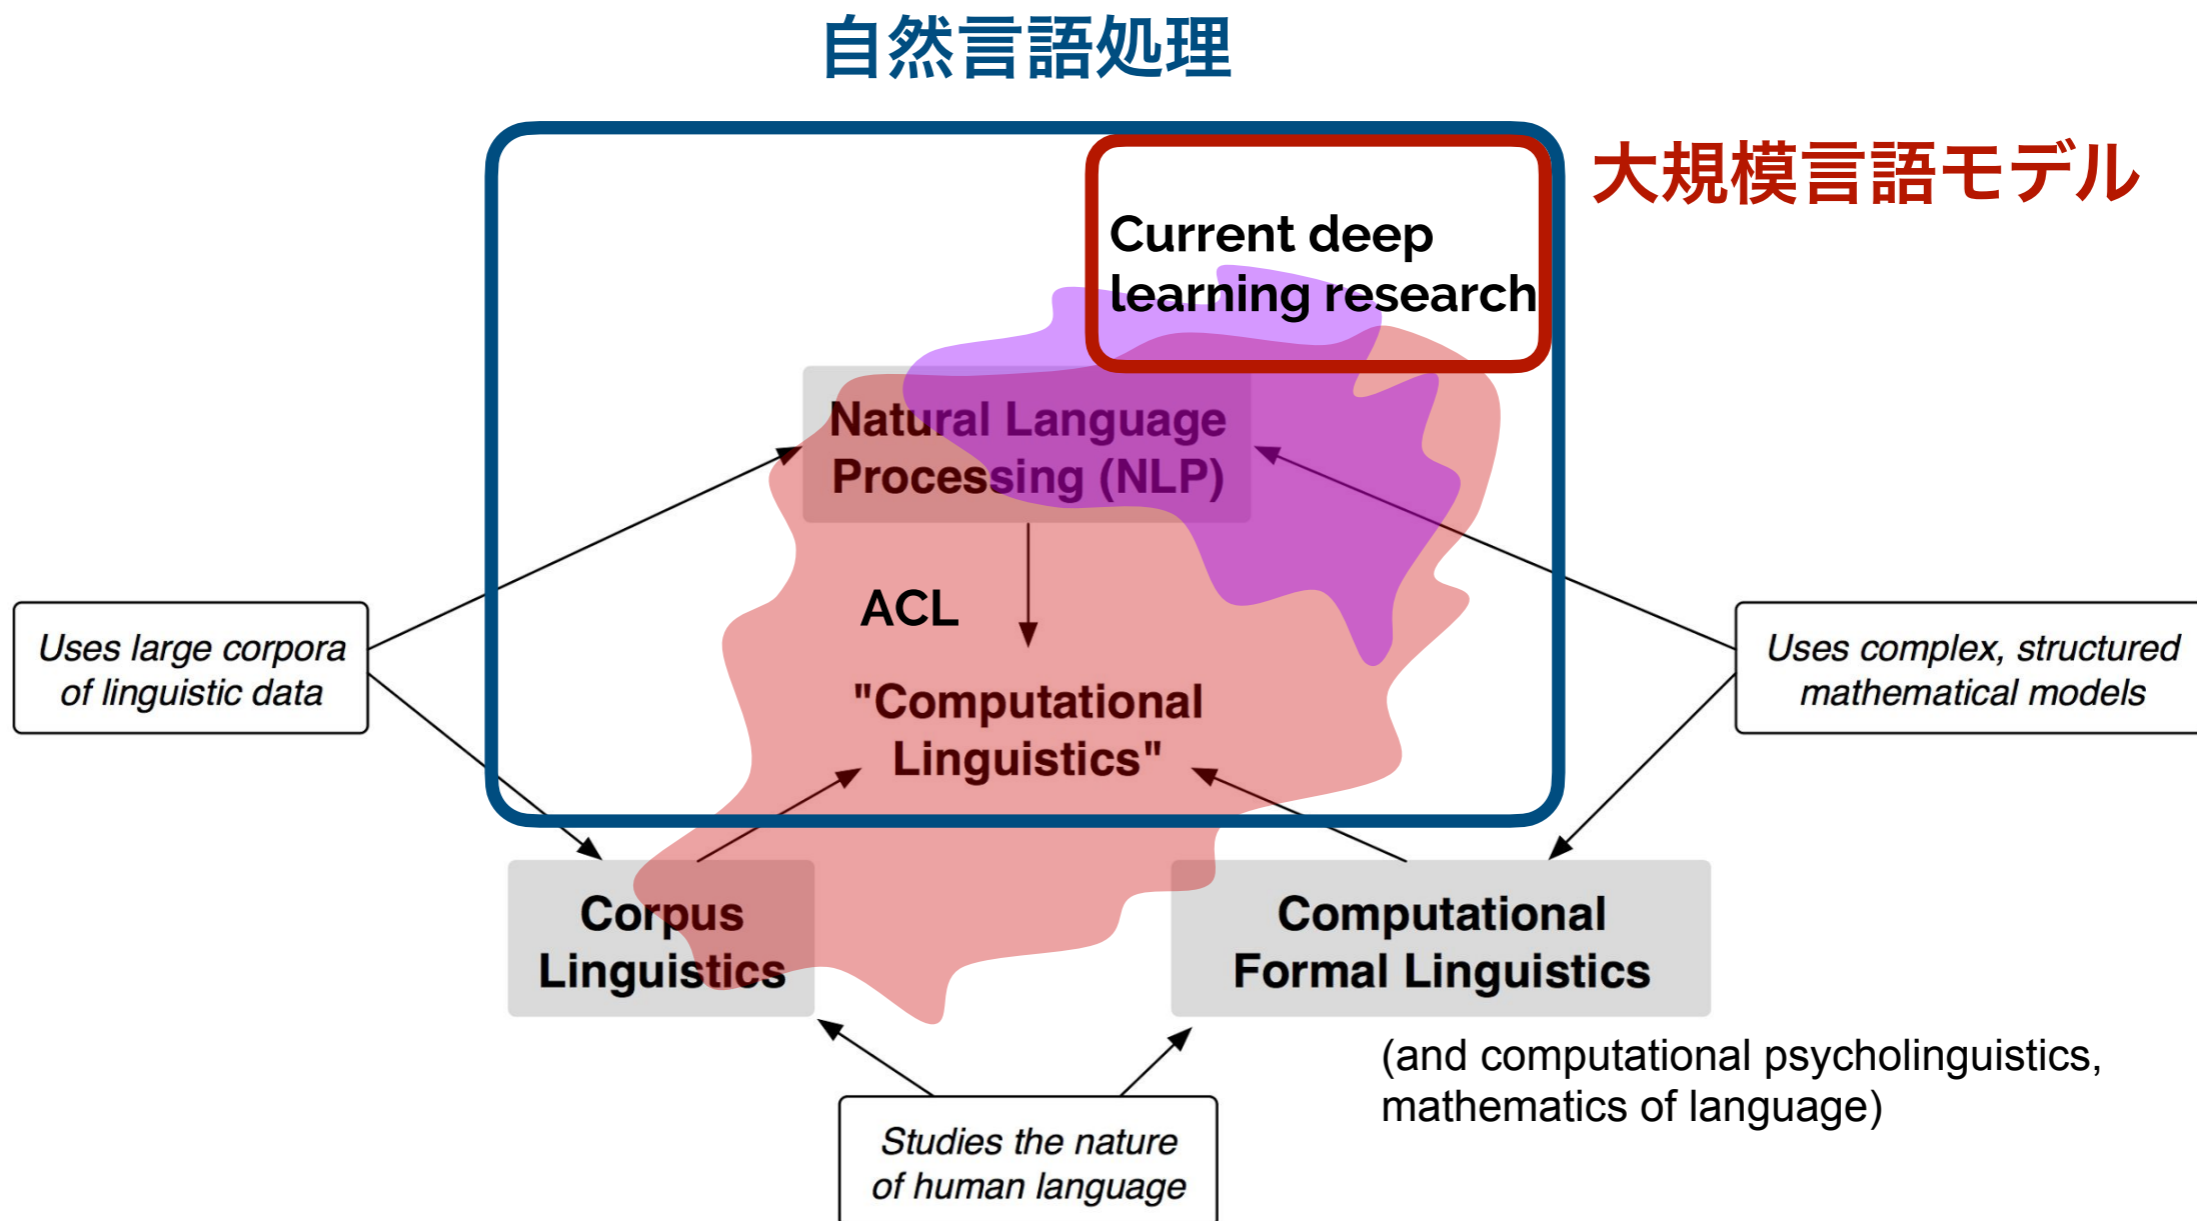 自然言語処理
大規模言語モデル
Current deep
learning research
Natural Language
Processing (NLP)
ACL
Uses large corpora
of linguistic data
Uses complex, structured
mathematical models
"Computational
Linguistics"
Corpus
Linguistics
Computational
Formal Linguistics
(and computational psycholinguistics,
mathematics of language)
Studies the nature
of human language